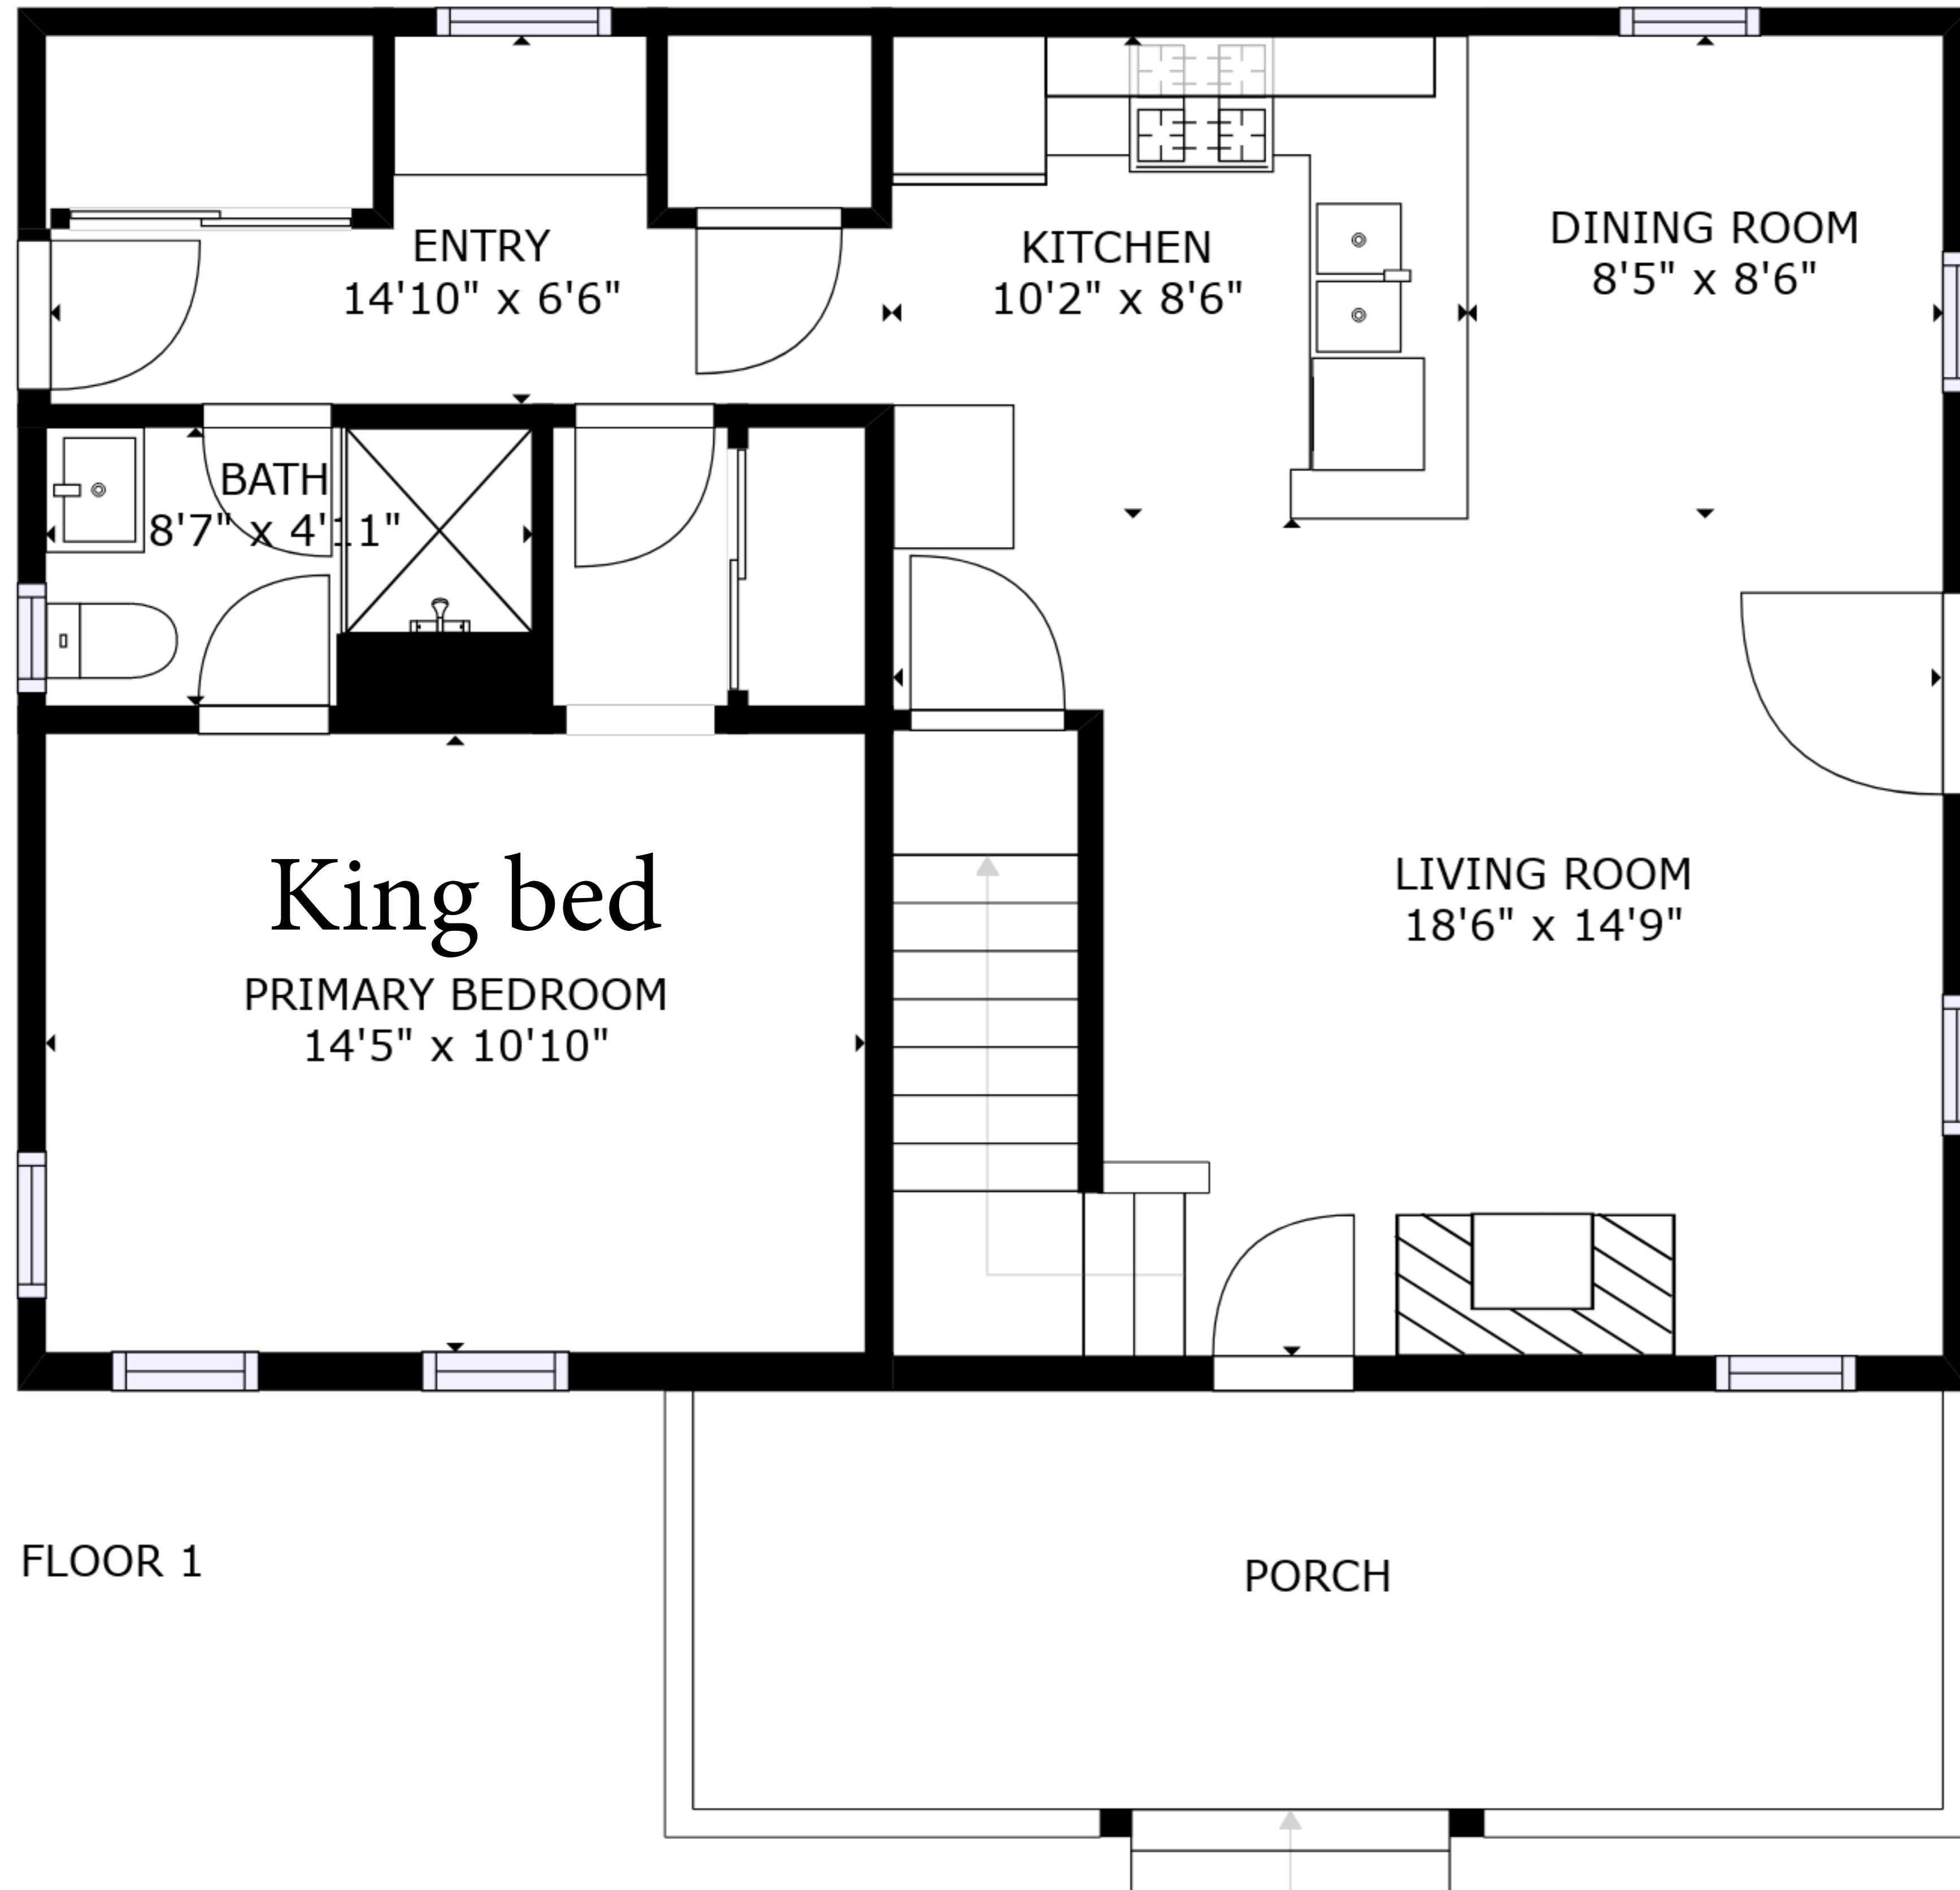 ENTRY
14'10" x 6'6"
KITCHEN
10'2" x 8'6"
DINING ROOM
8'5" x 8'6"
BATH
8'7" x 4'11"
King bed
PRIMARY BEDROOM
14'5" x 10'10"
LIVING ROOM
18'6" x 14'9"
FLOOR 1
PORCH